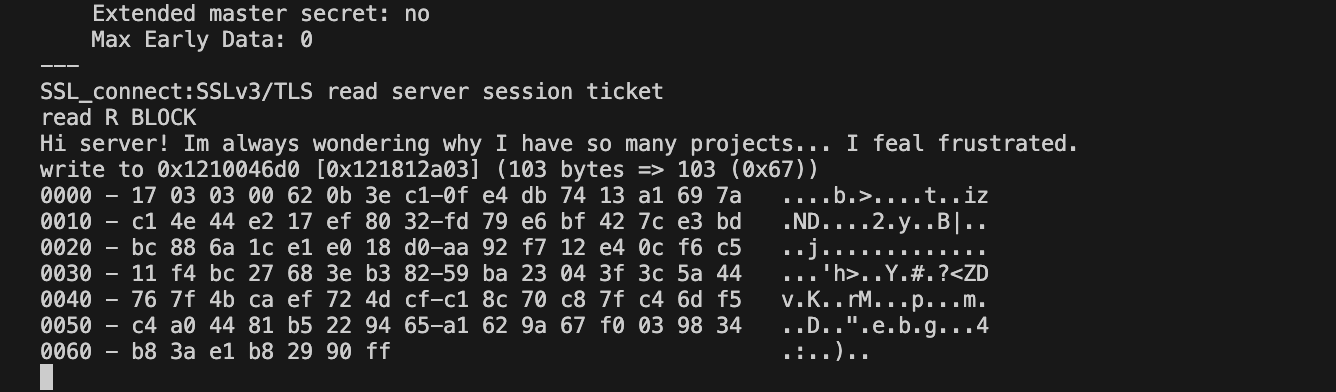 Extended master secret: no
Max Early Data: 0
---
SSL_connect:SSLv3/TLS read server session ticket
read R BLOCK
Hi server! Im always wondering why I have so many projects... I feal frustrated.
write to 0x1210046d0 [0x121812a03] (103 bytes => 103 (0x67))
0000 - 17 03 03 00 62 0b 3e c1-0f e4 db 74 13 a1 69 7a   ....b.>....t..iz
0010 - c1 4e 44 e2 17 ef 80 32-fd 79 e6 bf 42 7c e3 bd   .ND....2.y..B|..
0020 - bc 88 6a 1c e1 e0 18 d0-aa 92 f7 12 e4 0c f6 c5   ..j.............
0030 - 11 f4 bc 27 68 3e b3 82-59 ba 23 04 3f 3c 5a 44   ...'h>..Y.#.?<ZD
0040 - 76 7f 4b ca ef 72 4d cf-c1 8c 70 c8 7f c4 6d f5   v.K..rM...p...m.
0050 - c4 a0 44 81 b5 22 94 65-a1 62 9a 67 f0 03 98 34   ..D..".e.b.g...4
0060 - b8 3a e1 b8 29 90 ff   .:..)..